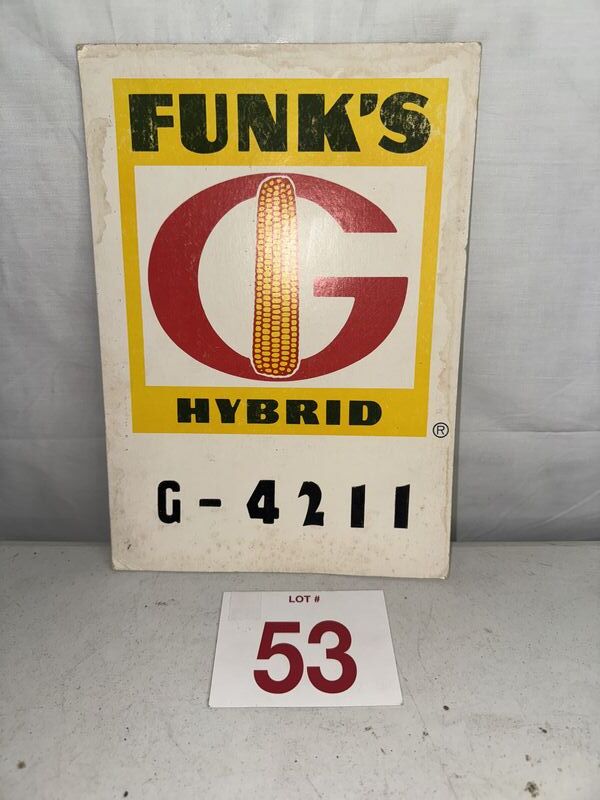 FUNK'S
G
HYBRID
®
G-4211
LOT #
53